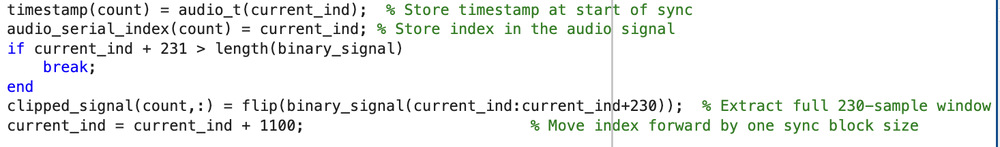 timestamp(count) = audio_t(current_ind);  % Store timestamp at start of sync
audio_serial_index(count) = current_ind; % Store index in the audio signal
if current_ind + 231 > length(binary_signal)
    break;
end
clipped_signal(count,:) = flip(binary_signal(current_ind:current_ind+230));  % Extract full 230-sample window
current_ind = current_ind + 1100;                         % Move index forward by one sync block size